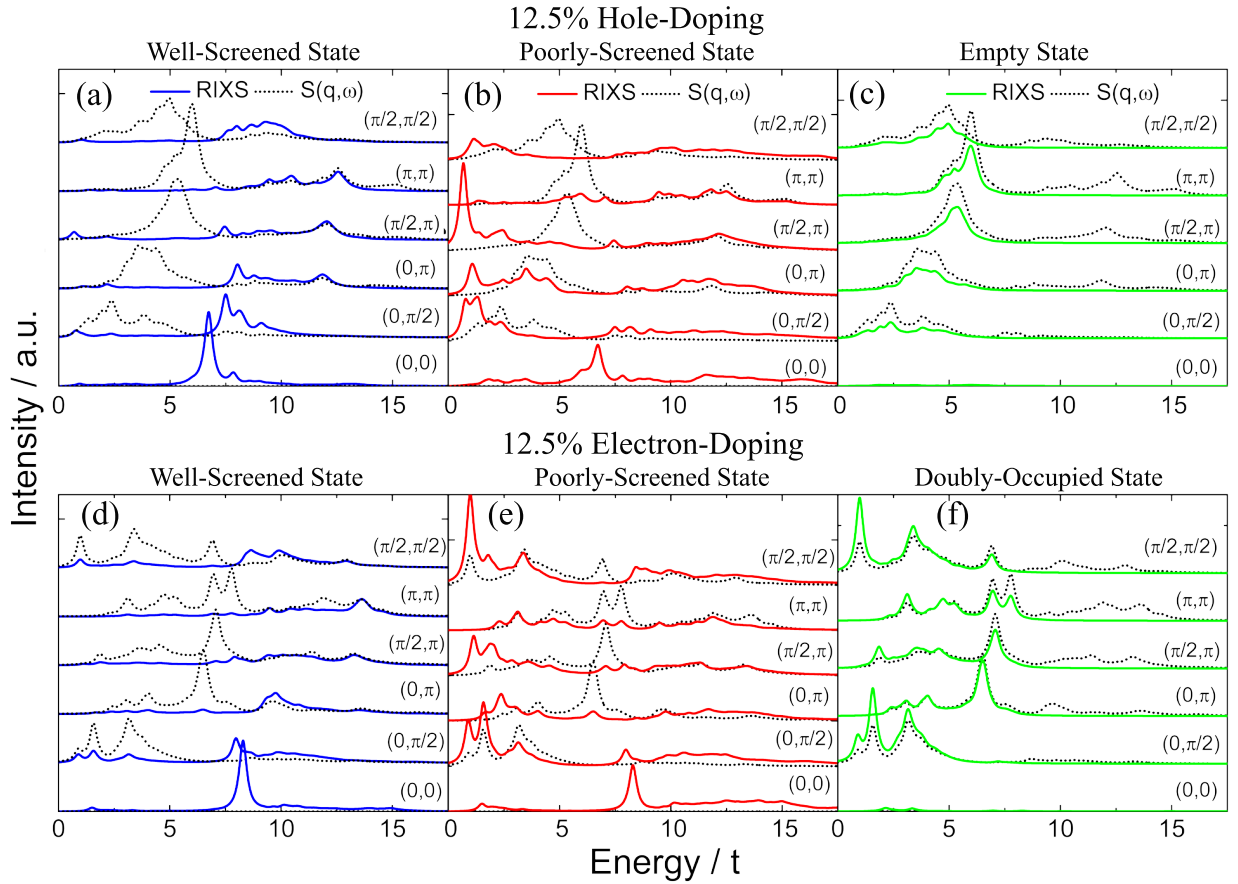 12.5% Hole-Doping
Well-Screened State
Poorly-Screened State
Empty State
(a)
RIXS
S(q,ω)
(π/2,π/2)
(π,π)
(π/2,π)
(0,π)
(0,π/2)
(0,0)
0
5
10
15
(b)
RIXS
S(q,ω)
(π/2,π/2)
(π,π)
(π/2,π)
(0,π)
(0,π/2)
(0,0)
0
5
10
15
(c)
RIXS
S(q,ω)
(π/2,π/2)
(π,π)
(π/2,π)
(0,π)
(0,π/2)
(0,0)
0
5
10
15
Intensity / a.u.
12.5% Electron-Doping
Well-Screened State
Poorly-Screened State
Doubly-Occupied State
(d)
(π/2,π/2)
(π,π)
(π/2,π)
(0,π)
(0,π/2)
(0,0)
0
5
10
15
(e)
(π/2,π/2)
(π,π)
(π/2,π)
(0,π)
(0,π/2)
(0,0)
0
5
10
15
(f)
(π/2,π/2)
(π,π)
(π/2,π)
(0,π)
(0,π/2)
(0,0)
0
5
10
15
Energy / t